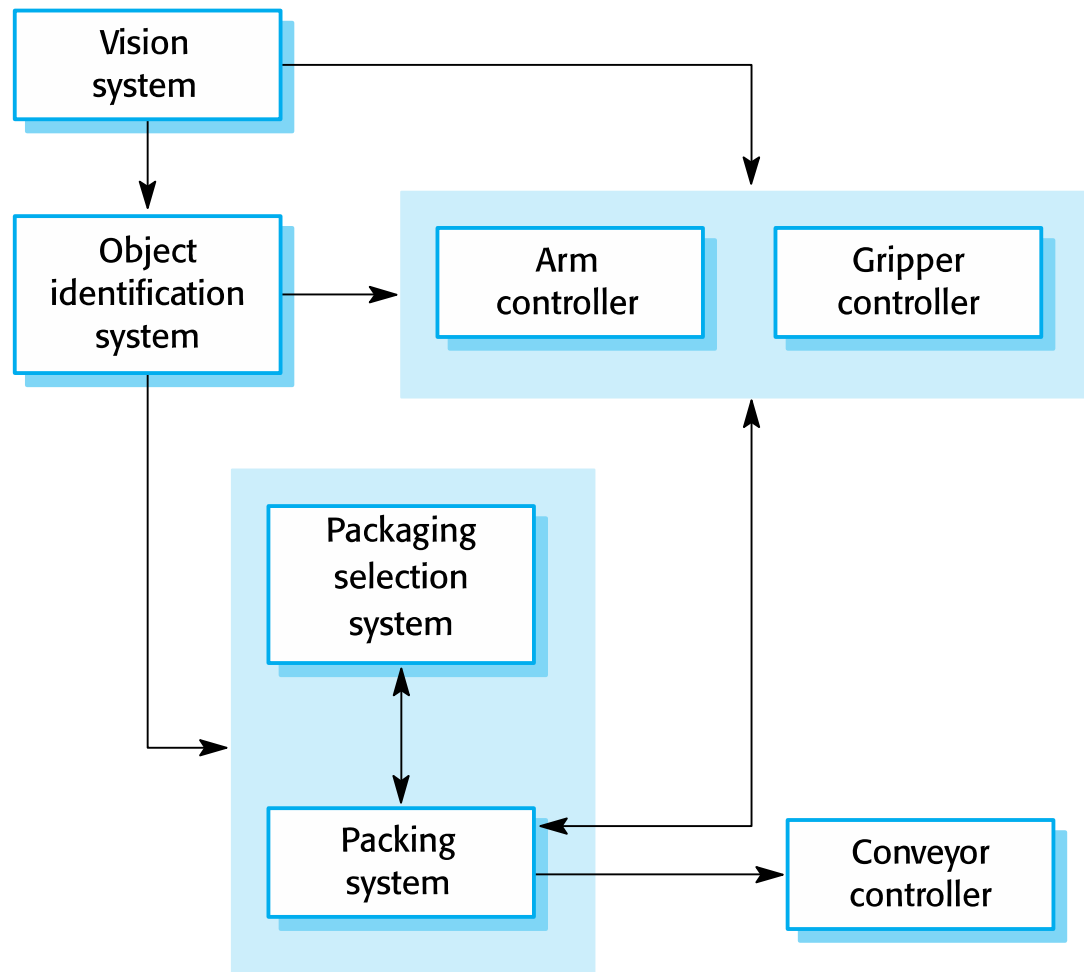 Vision
system
Object
identification
system
Arm
controller
Gripper
controller
Packaging
selection
system
Packing
system
Conveyor
controller